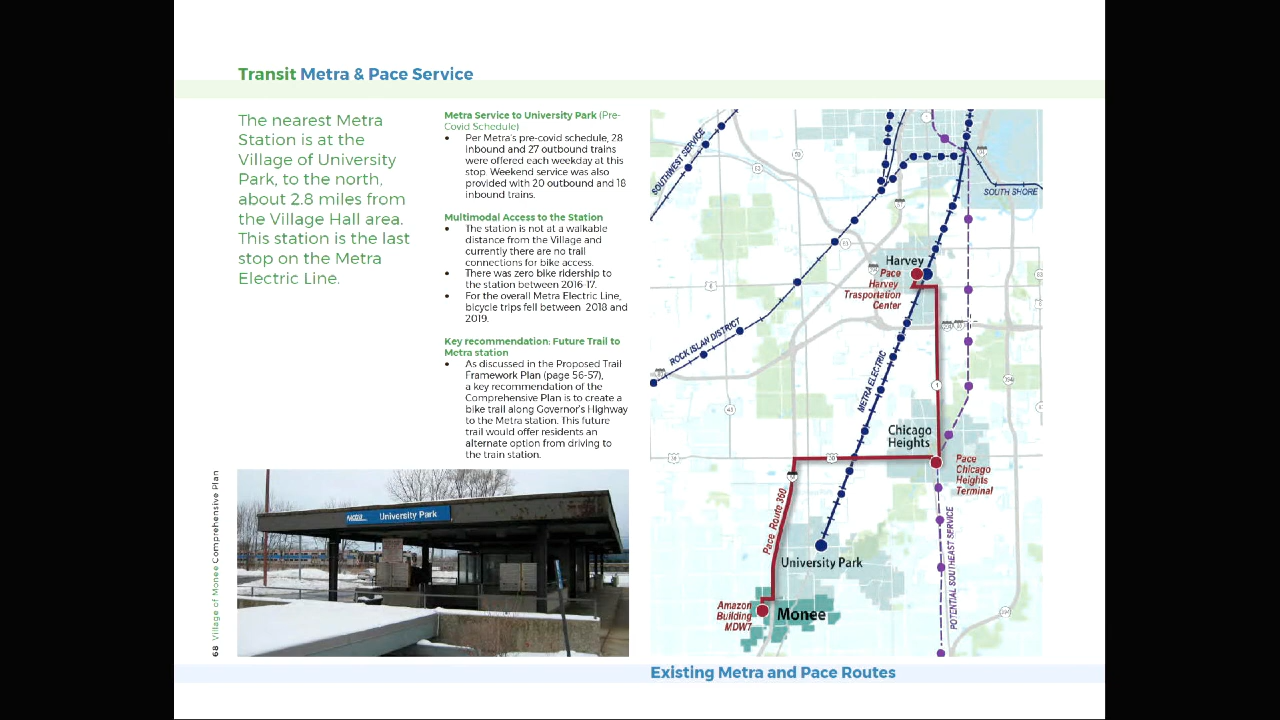 Transit Metra & Pace Service
The nearest Metra
Station is at the
Village of University
Park, to the north,
about 2.8 miles from
the Village Hall area.
This station is the last
stop on the Metra
Electric Line.
Metra Service to University Park (Pre-
Covid Schedule)
• Per Metra's pre-covid schedule, 28
inbound and 27 outbound trains
were offered each weekday at this
stop. Weekend service was also
provided with 20 outbound and 18
inbound trains.
Multimodal Access to the Station
• The station is not at a walkable
distance from the Village and
currently there are no trail
connections for bike access.
• There was zero bike ridership to
the station between 2016-17.
• For the overall Metra Electric Line,
bicycle trips fell between 2018 and
2019.
Key recommendation: Future Trail to
Metra station
• As discussed in the Proposed Trail
Framework Plan (page 56-57),
a key recommendation of the
Comprehensive Plan is to create a
bike trail along Governor's Highway
to the Metra station. This future
trail would offer residents an
alternate option from driving to
the train station.
Metra University Park
68 Village of Monee Comprehensive Plan
SOUTHWEST SERVICE
SOUTH SHORE
Harvey
Pace
Harvey
Trasportation
Center
ROCK ISLAN DISTRICT
METRA ELECTRIC
1
Chicago
Heights
30
Pace
Chicago
Heights
Terminal
Pace Route 360
University Park
POTENTIAL SOUTHEAST SERVICE
Amazon
Building
MDW7
Monee
394
Existing Metra and Pace Routes